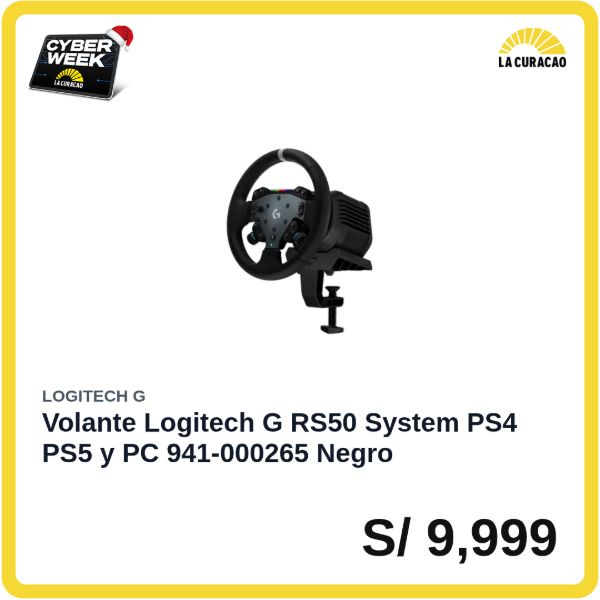 CYBER
WEEK
LA CURACAO
LA CURACAO
G
LOGITECH G
Volante Logitech G RS50 System PS4
PS5 y PC 941-000265 Negro
S/ 9,999